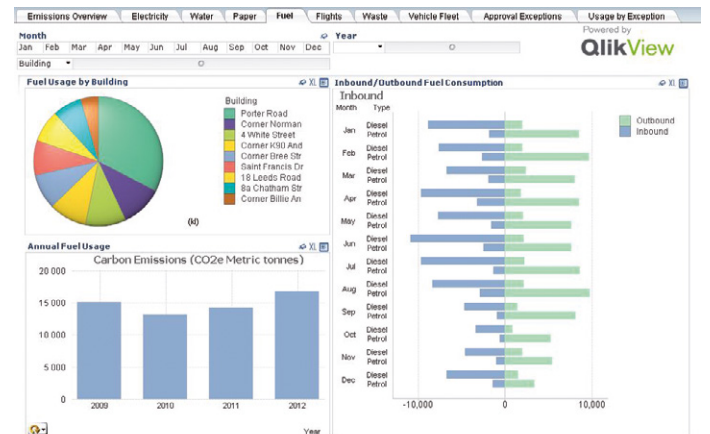 Emissions Overview Electricity Water Paper Fuel Flights Waste Vehicle Fleet Approval Exceptions Usage by Exception
Month Year
Powered by
QlikView
Jan Feb Mar Apr May Jun Jul Aug Sep Oct Nov Dec
Building
Fuel Usage by Building XL
Building
Porter Road
Corner Norman
4 White Street
Corner K90 And
Corner Bree Str
Saint Francis Dr
18 Leeds Road
8a Chatham Str
Corner Billie An
(kl)
Annual Fuel Usage XL
Carbon Emissions (CO2e Metric tonnes)
20 000
15 000
10 000
5 000
0
2009 2010 2011 2012
Year
Inbound/Outbound Fuel Consumption XL
Inbound
Month Type
Outbound
Inbound
Jan Diesel
Petrol
Feb Diesel
Petrol
Mar Diesel
Petrol
Apr Diesel
Petrol
May Diesel
Petrol
Jun Diesel
Petrol
Jul Diesel
Petrol
Aug Diesel
Petrol
Sep Diesel
Petrol
Oct Diesel
Petrol
Nov Diesel
Petrol
Dec Diesel
Petrol
-10,000 0 10,000